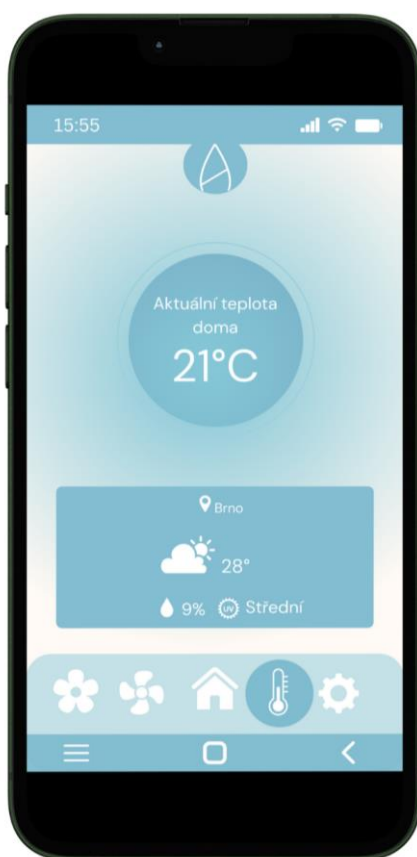 15:55
Aktuální teplota
doma
21°C
Brno
28°
9% UV Střední